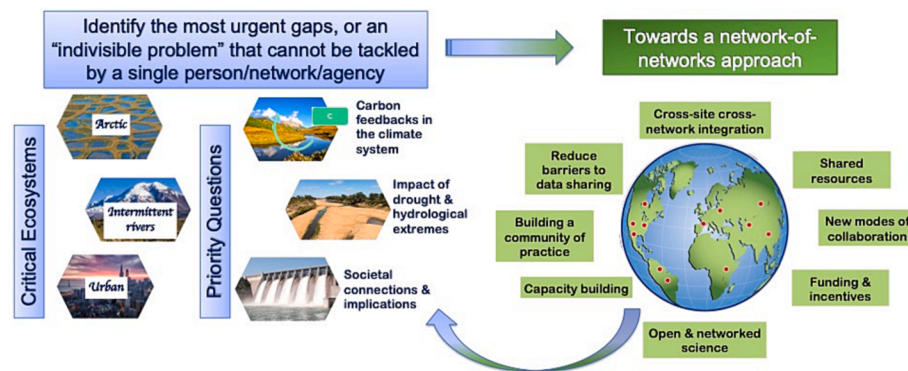 Identify the most urgent gaps, or an
“indivisible problem” that cannot be tackled
by a single person/network/agency
Towards a network-of-
networks approach
Critical Ecosystems
Arctic
Intermittent
rivers
Urban
Priority Questions
C
Carbon
feedbacks in
the climate
system
Impact of
drought &
hydrological
extremes
Societal
connections &
implications
Cross-site cross-
network integration
Reduce
barriers to
data sharing
Shared
resources
Building a
community of
practice
New modes of
collaboration
Capacity building
Funding &
incentives
Open & networked
science